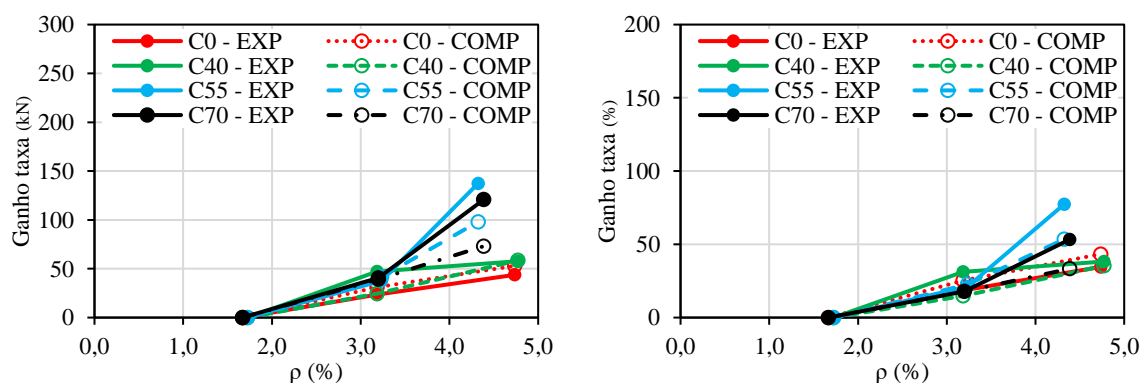 300
250
200
150
100
50
0
Ganho taxa (kN)
C0 - EXP C0 - COMP
C40 - EXP C40 - COMP
C55 - EXP C55 - COMP
C70 - EXP C70 - COMP
0,0 1,0 2,0 3,0 4,0 5,0
ρ (%)
200
150
100
50
0
Ganho taxa (%)
C0 - EXP C0 - COMP
C40 - EXP C40 - COMP
C55 - EXP C55 - COMP
C70 - EXP C70 - COMP
0,0 1,0 2,0 3,0 4,0 5,0
ρ (%)